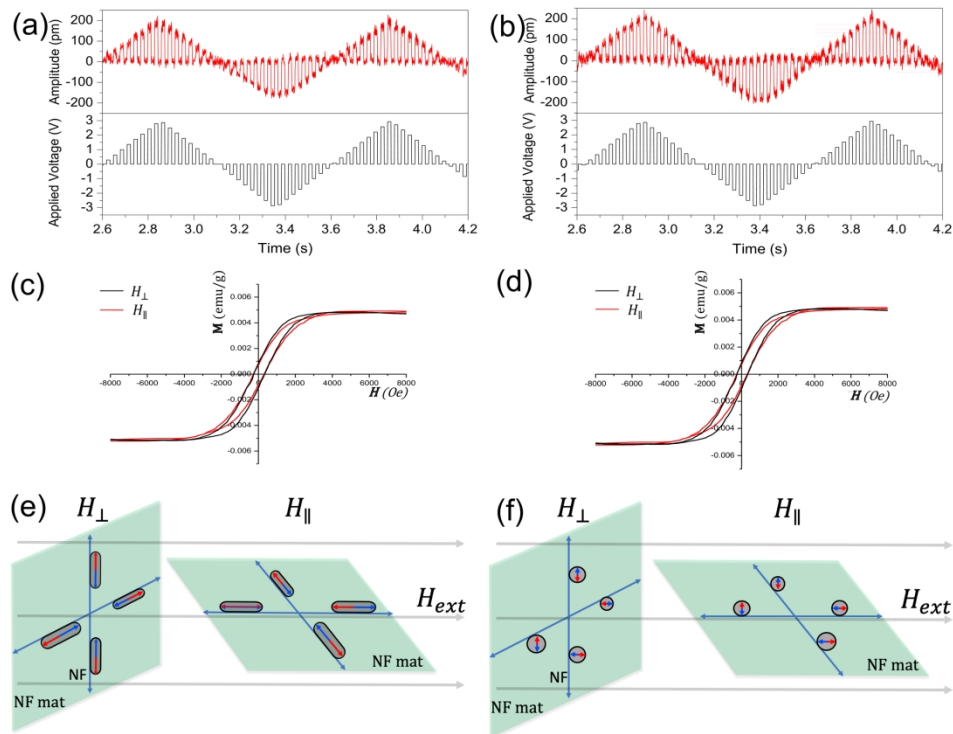 (a)
Amplitude (pm)
200
100
0
-100
-200
Applied Voltage (V)
3
2
1
0
-1
-2
-3
2.6 2.8 3.0 3.2 3.4 3.6 3.8 4.0 4.2
Time (s)
(b)
Amplitude (pm)
200
100
0
100
200
Applied Voltage (V)
3
2
1
0
-1
-2
-3
2.6 2.8 3.0 3.2 3.4 3.6 3.8 4.0 4.2
Time (s)
(c)
H⊥
H∥
M (emu/g)
0.006
0.004
0.002
0.000
-0.002
-0.004
-0.006
-8000 -6000 -4000 -2000 0 2000 4000 6000 8000
H (Oe)
(d)
H⊥
H∥
M (emu/g)
0.006
0.004
0.002
0.000
-0.002
-0.004
-0.006
-8000 -6000 -4000 -2000 0 2000 4000 6000 8000
H (Oe)
(e)
H⊥
H∥
Hext
NF
NF mat
NF mat
(f)
H⊥
H∥
Hext
NF
NF mat
NF mat